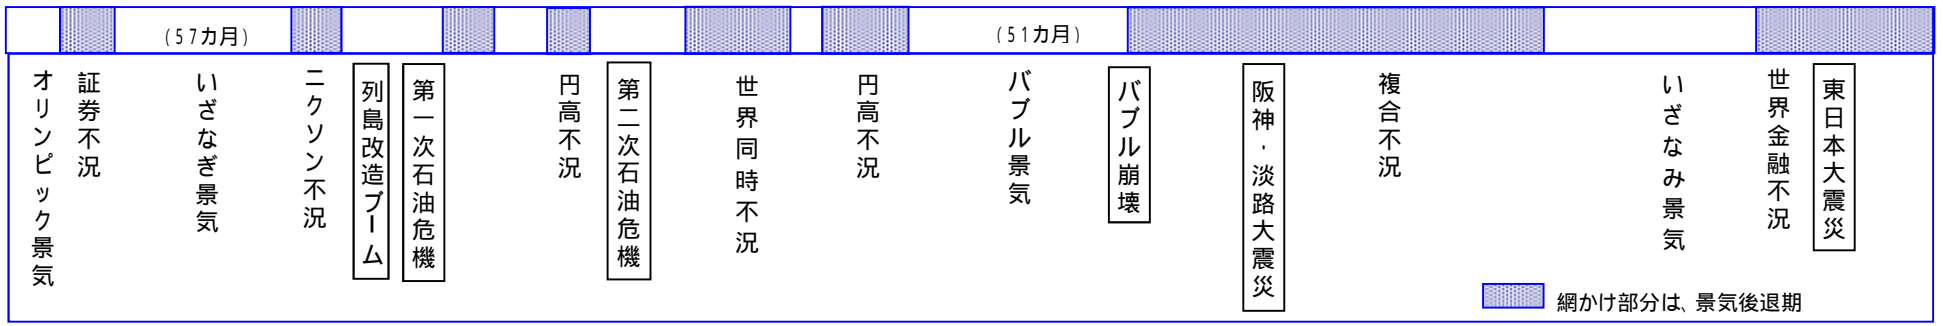 (57カ月)
(51カ月)
オリンピック景気
証券不況
いざなぎ景気
ニクソン不況
列島改造ブーム
第一次石油危機
円高不況
第二次石油危機
世界同時不況
円高不況
バブル景気
バブル崩壊
阪神・淡路大震災
複合不況
いざなみ景気
世界金融不況
東日本大震災
網かけ部分は、景気後退期